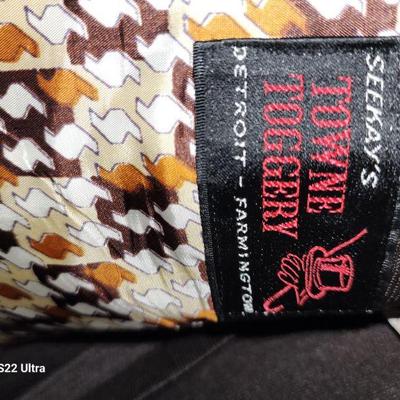 SEEKAY'S
TOWNE
TOGGERY
DETROIT - FARMINGTON
S22 Ultra